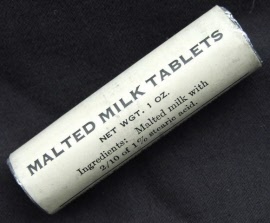 MALTED MILK TABLETS
NET WGT. 1 OZ.
Ingredients: Malted milk with
2/10 of 1% stearic acid.